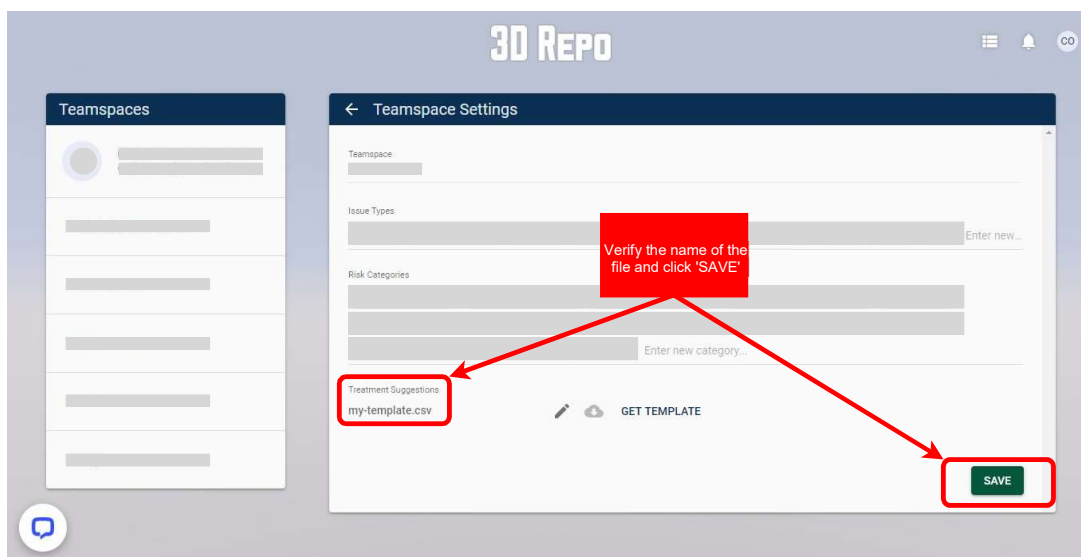 3D REPO
CO
Teamspaces
Teamspace Settings
Teamspace
Issue Types
Enter new...
Verify the name of the
file and click 'SAVE'
Risk Categories
Enter new category...
Treatment Suggestions
my-template.csv
GET TEMPLATE
SAVE